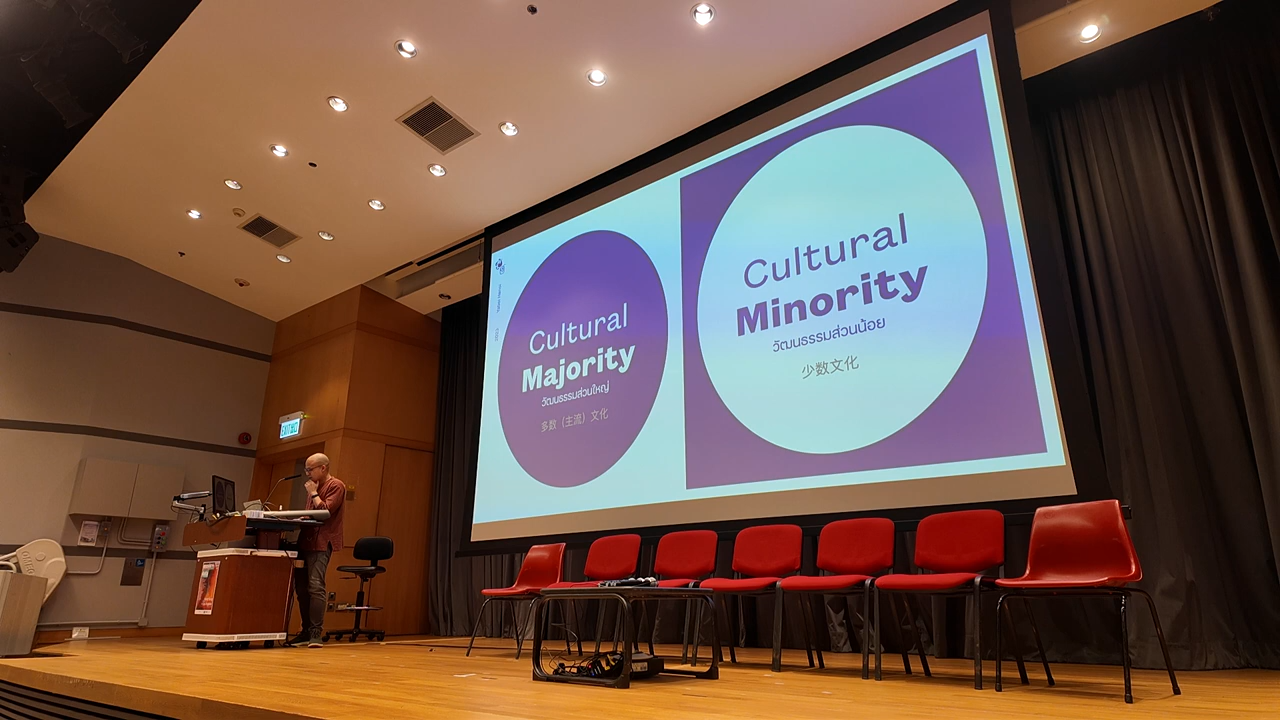 Cultural
Majority
วัฒนธรรมส่วนใหญ่
多数（主流）文化
Cultural
Minority
วัฒนธรรมส่วนน้อย
少数文化